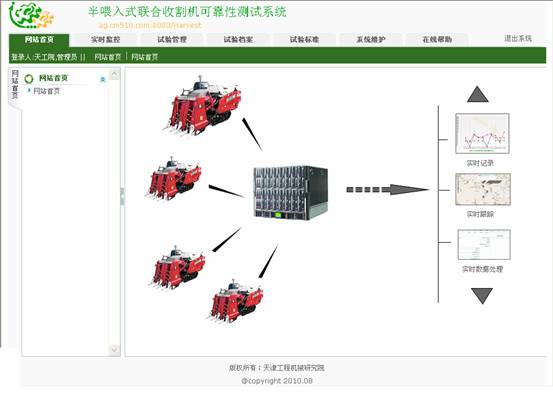 半喂入式联合收割机可靠性测试系统
ag.cm518.com:8080/Harvest
网站首页 实时监控 试验管理 试验档案 试验标准 系统维护 在线帮助 退出系统
登录人:天工院,管理员 || 网站首页 | 网站首页
网站首页
网站首页
网站首页
实时记录
实时跟踪
实时数据处理
版权所有：天津工程机械研究院
@copyright 2010.08